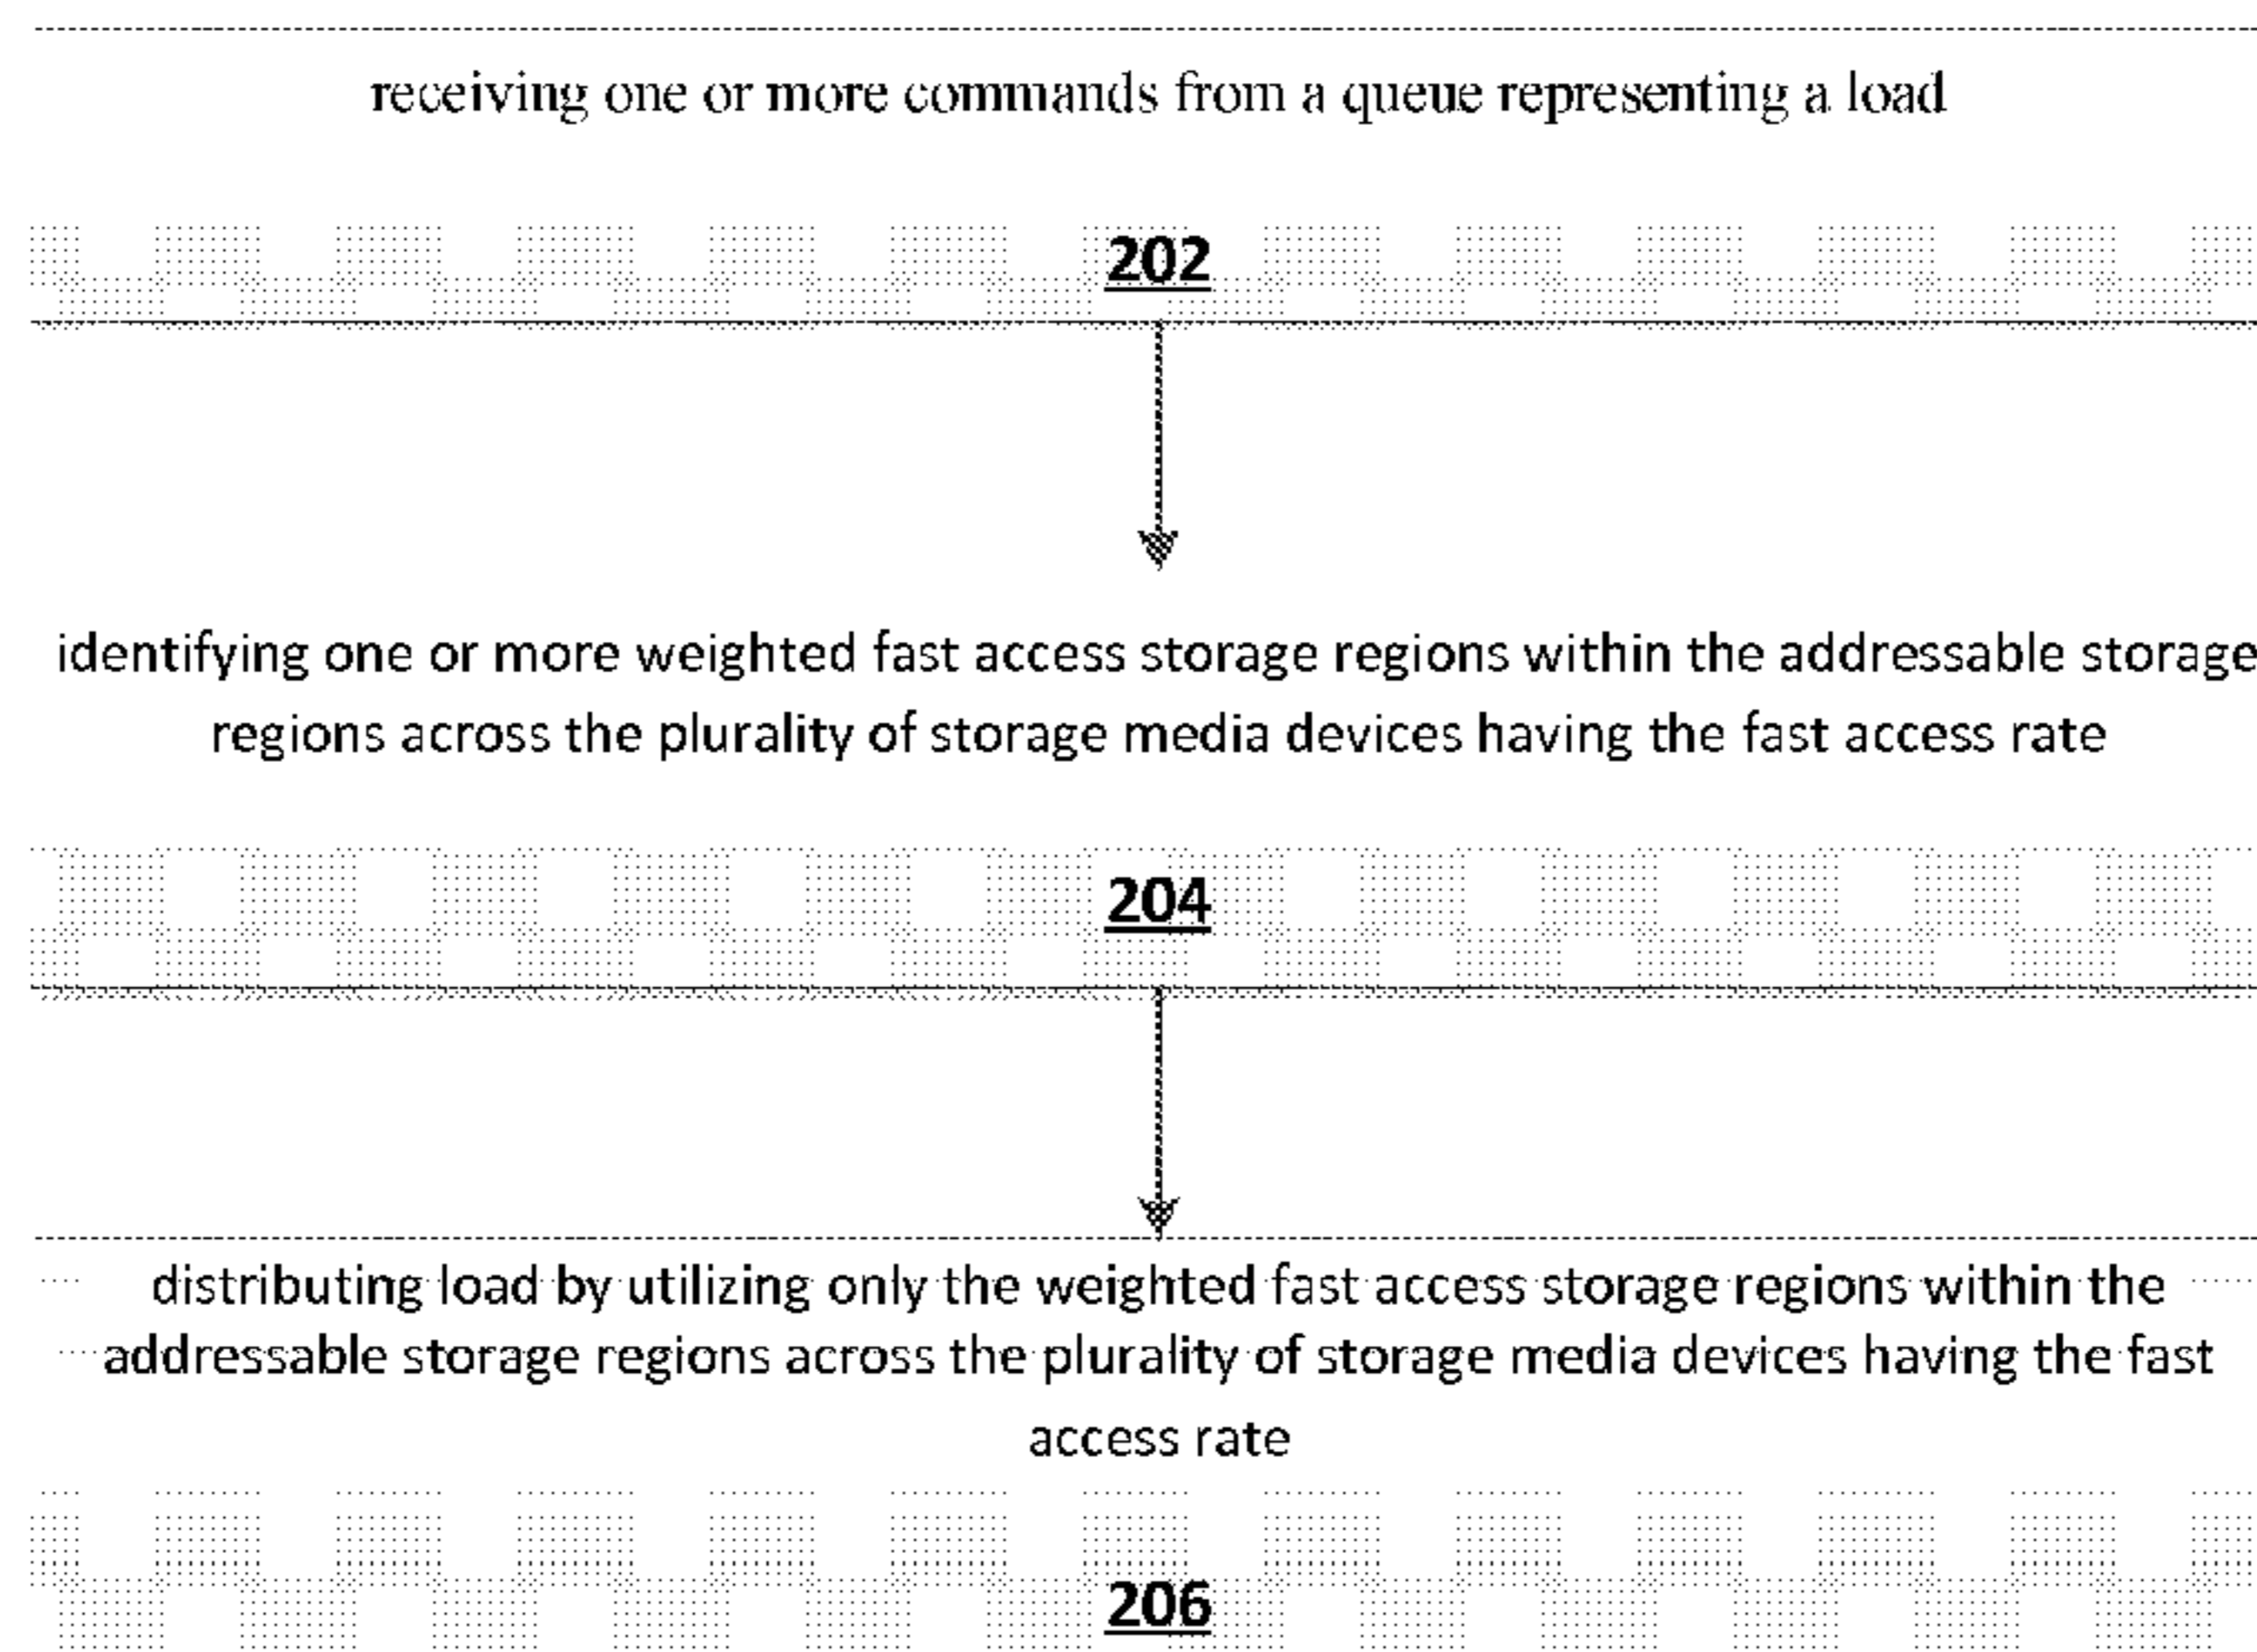 receiving one or more commands from a queue representing a load
202
identifying one or more weighted fast access storage regions within the addressable storage
regions across the plurality of storage media devices having the fast access rate
204
distributing load by utilizing only the weighted fast access storage regions within the
addressable storage regions across the plurality of storage media devices having the fast
access rate
206